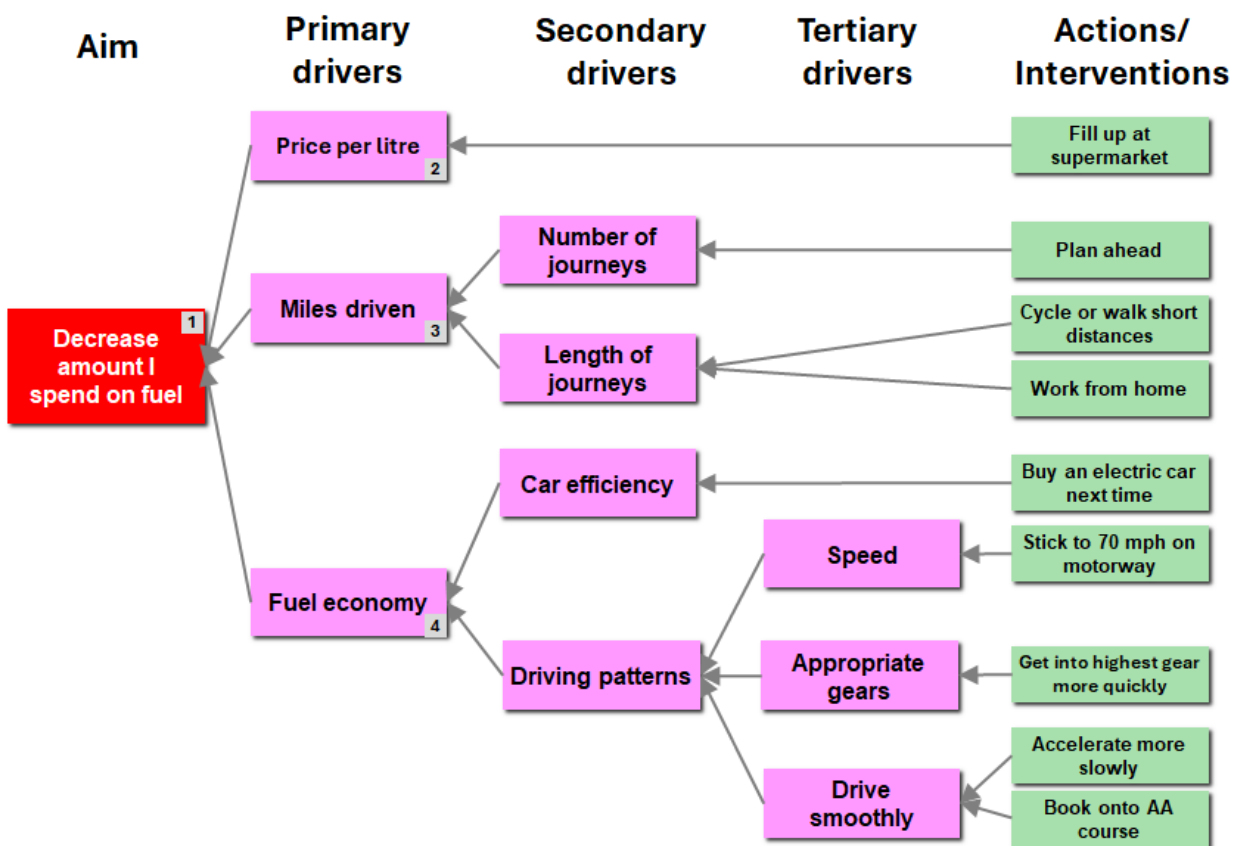 Aim
Primary
drivers
Secondary
drivers
Tertiary
drivers
Actions/
Interventions
Price per litre
2
Fill up at
supermarket
Number of
journeys
Plan ahead
Miles driven
3
Cycle or walk short
distances
1
Decrease
amount I
spend on fuel
Length of
journeys
Work from home
Car efficiency
Buy an electric car
next time
Speed
Stick to 70 mph on
motorway
Fuel economy
4
Driving patterns
Appropriate
gears
Get into highest gear
more quickly
Accelerate more
slowly
Drive
smoothly
Book onto AA
course